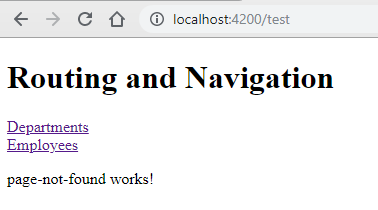 localhost:4200/test
Routing and Navigation
Departments
Employees
page-not-found works!